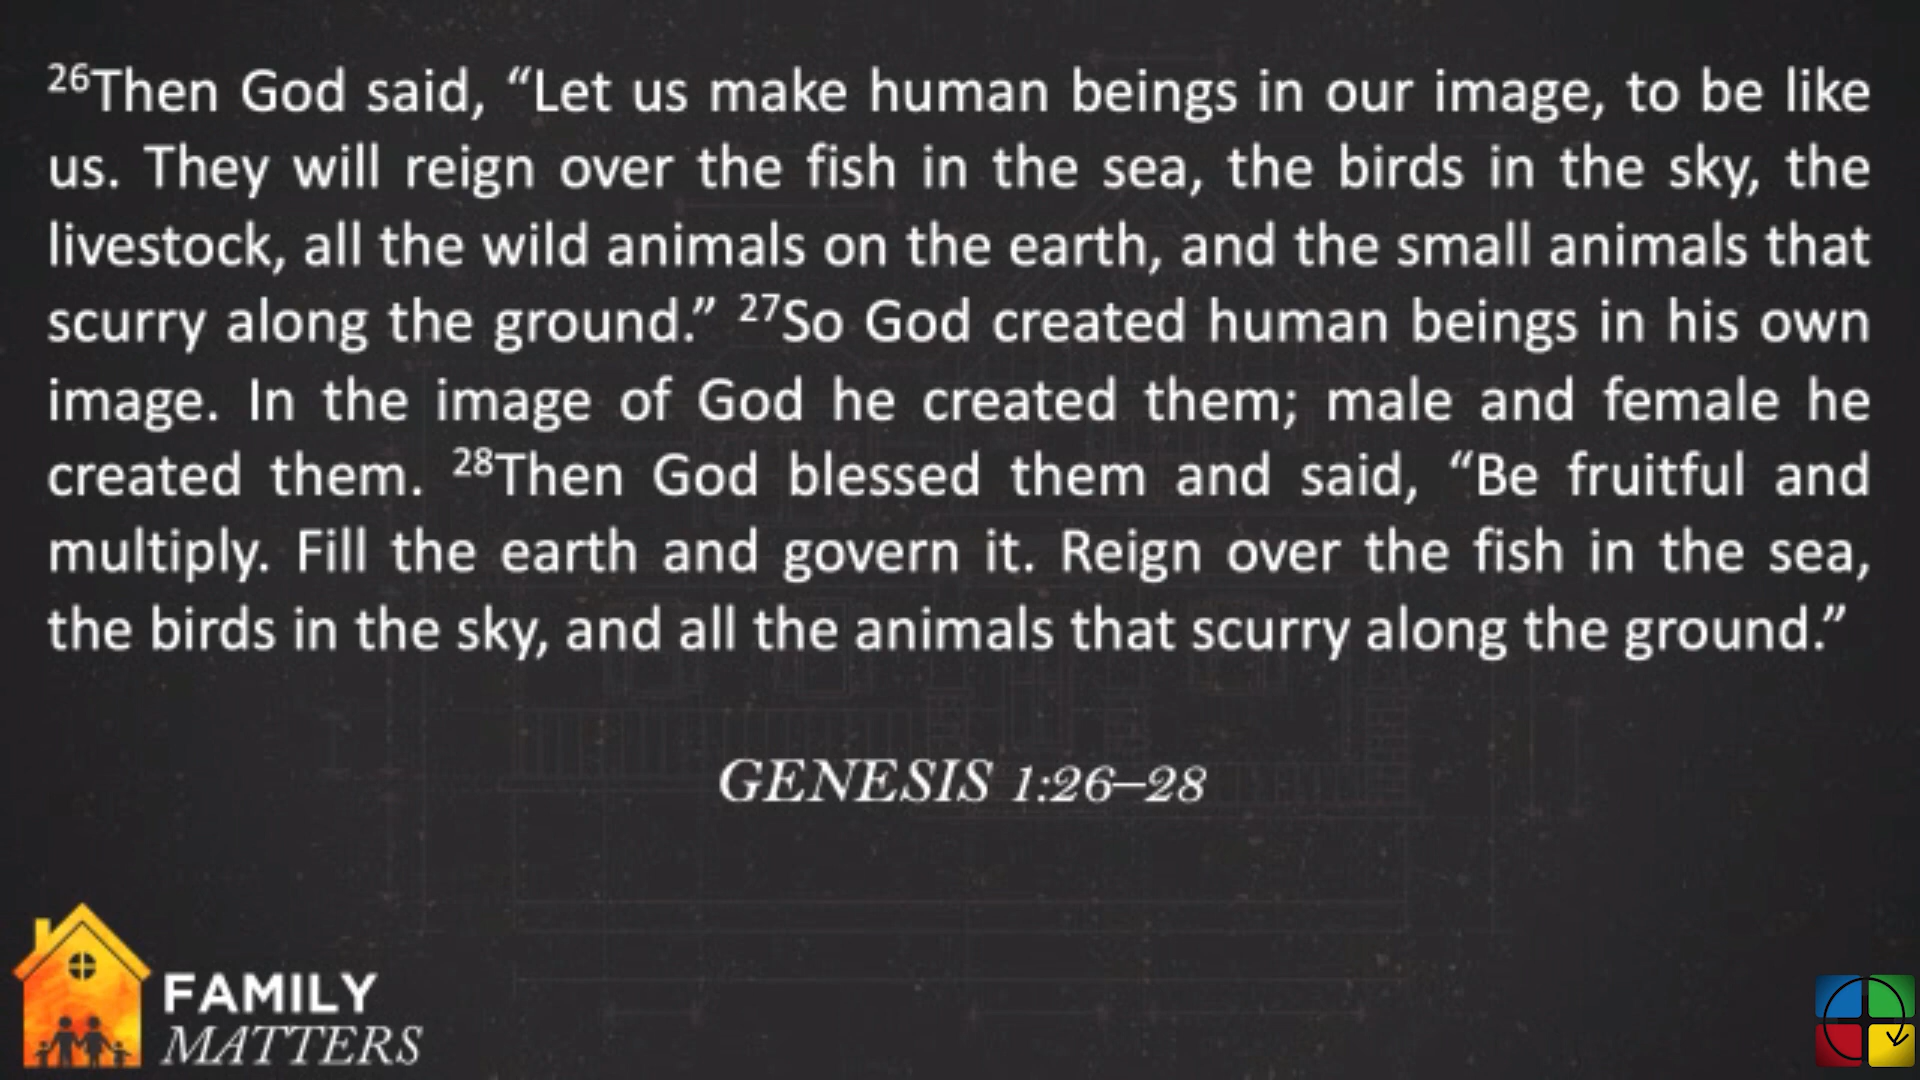 ²⁶Then God said, “Let us make human beings in our image, to be like
us. They will reign over the fish in the sea, the birds in the sky, the
livestock, all the wild animals on the earth, and the small animals that
scurry along the ground.” ²⁷So God created human beings in his own
image. In the image of God he created them; male and female he
created them. ²⁸Then God blessed them and said, “Be fruitful and
multiply. Fill the earth and govern it. Reign over the fish in the sea,
the birds in the sky, and all the animals that scurry along the ground.”
GENESIS 1:26–28
FAMILY
MATTERS